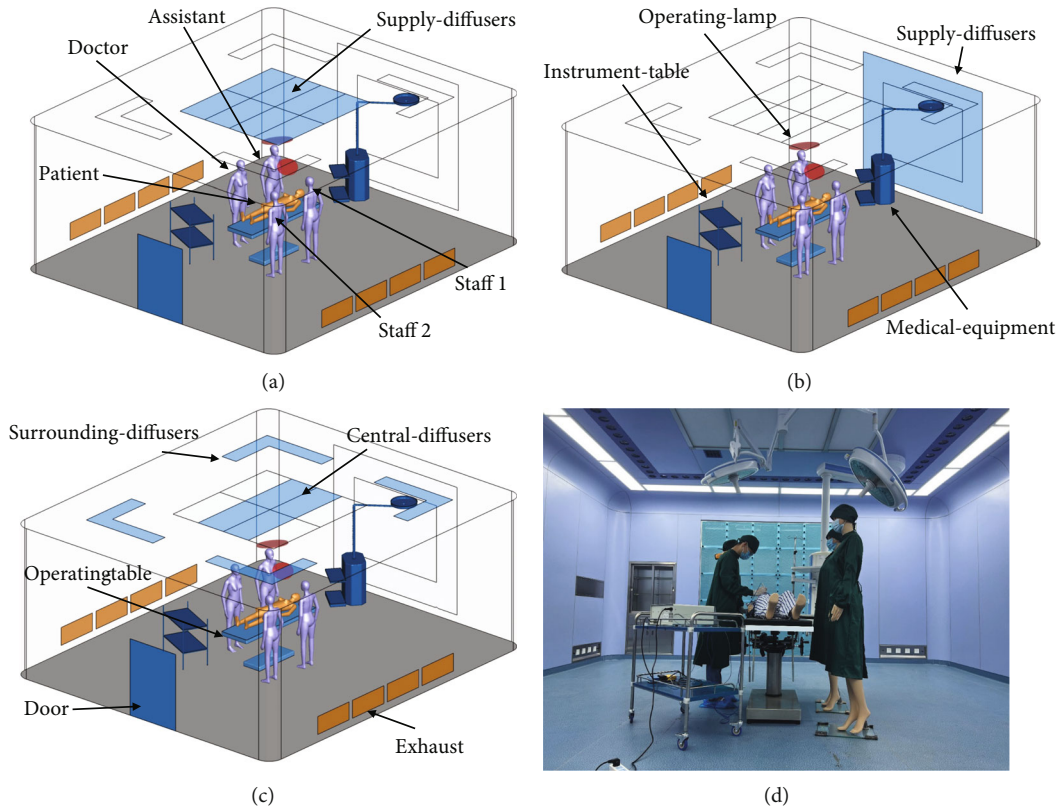 Assistant
Supply-diffusers
Doctor
Patient
Staff 1
Staff 2
(a)
Operating-lamp
Supply-diffusers
Instrument-table
Medical-equipment
(b)
Surrounding-diffusers
Central-diffusers
Operatingtable
Door
Exhaust
(c)
(d)